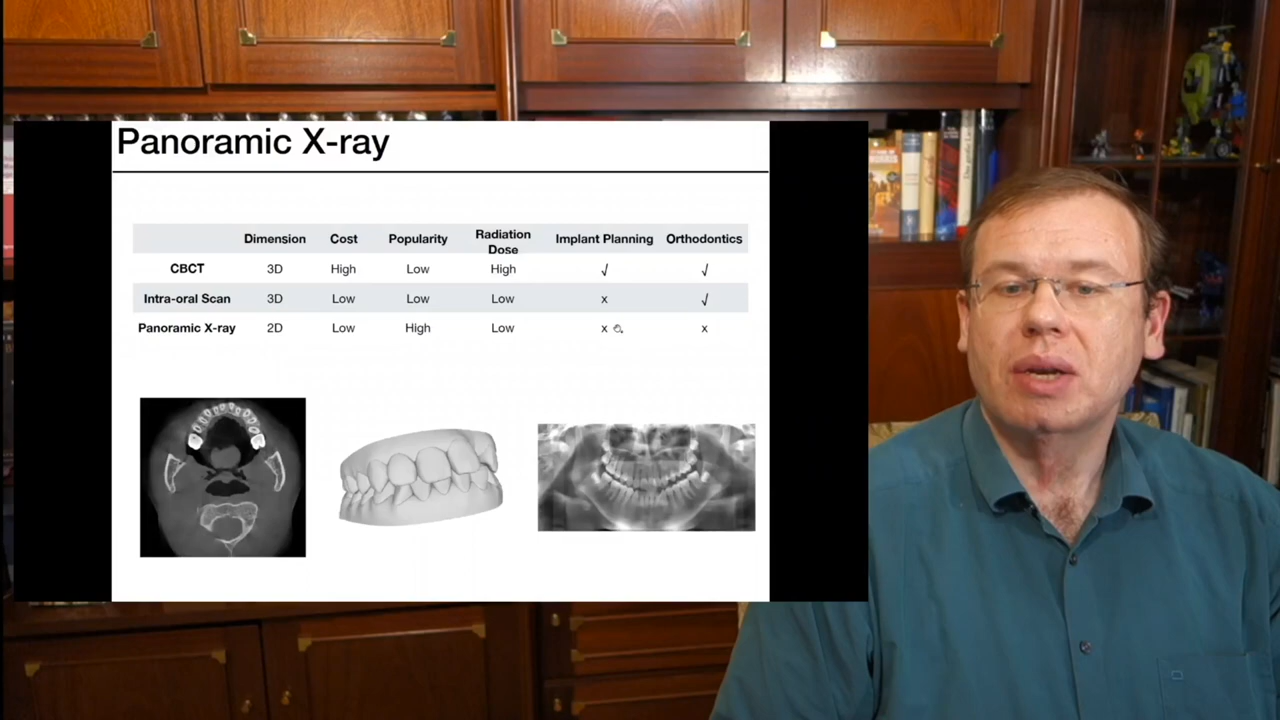 Panoramic X-ray
Dimension Cost Popularity Radiation Dose Implant Planning Orthodontics
CBCT 3D High Low High √ √
Intra-oral Scan 3D Low Low Low x √
Panoramic X-ray 2D Low High Low x x